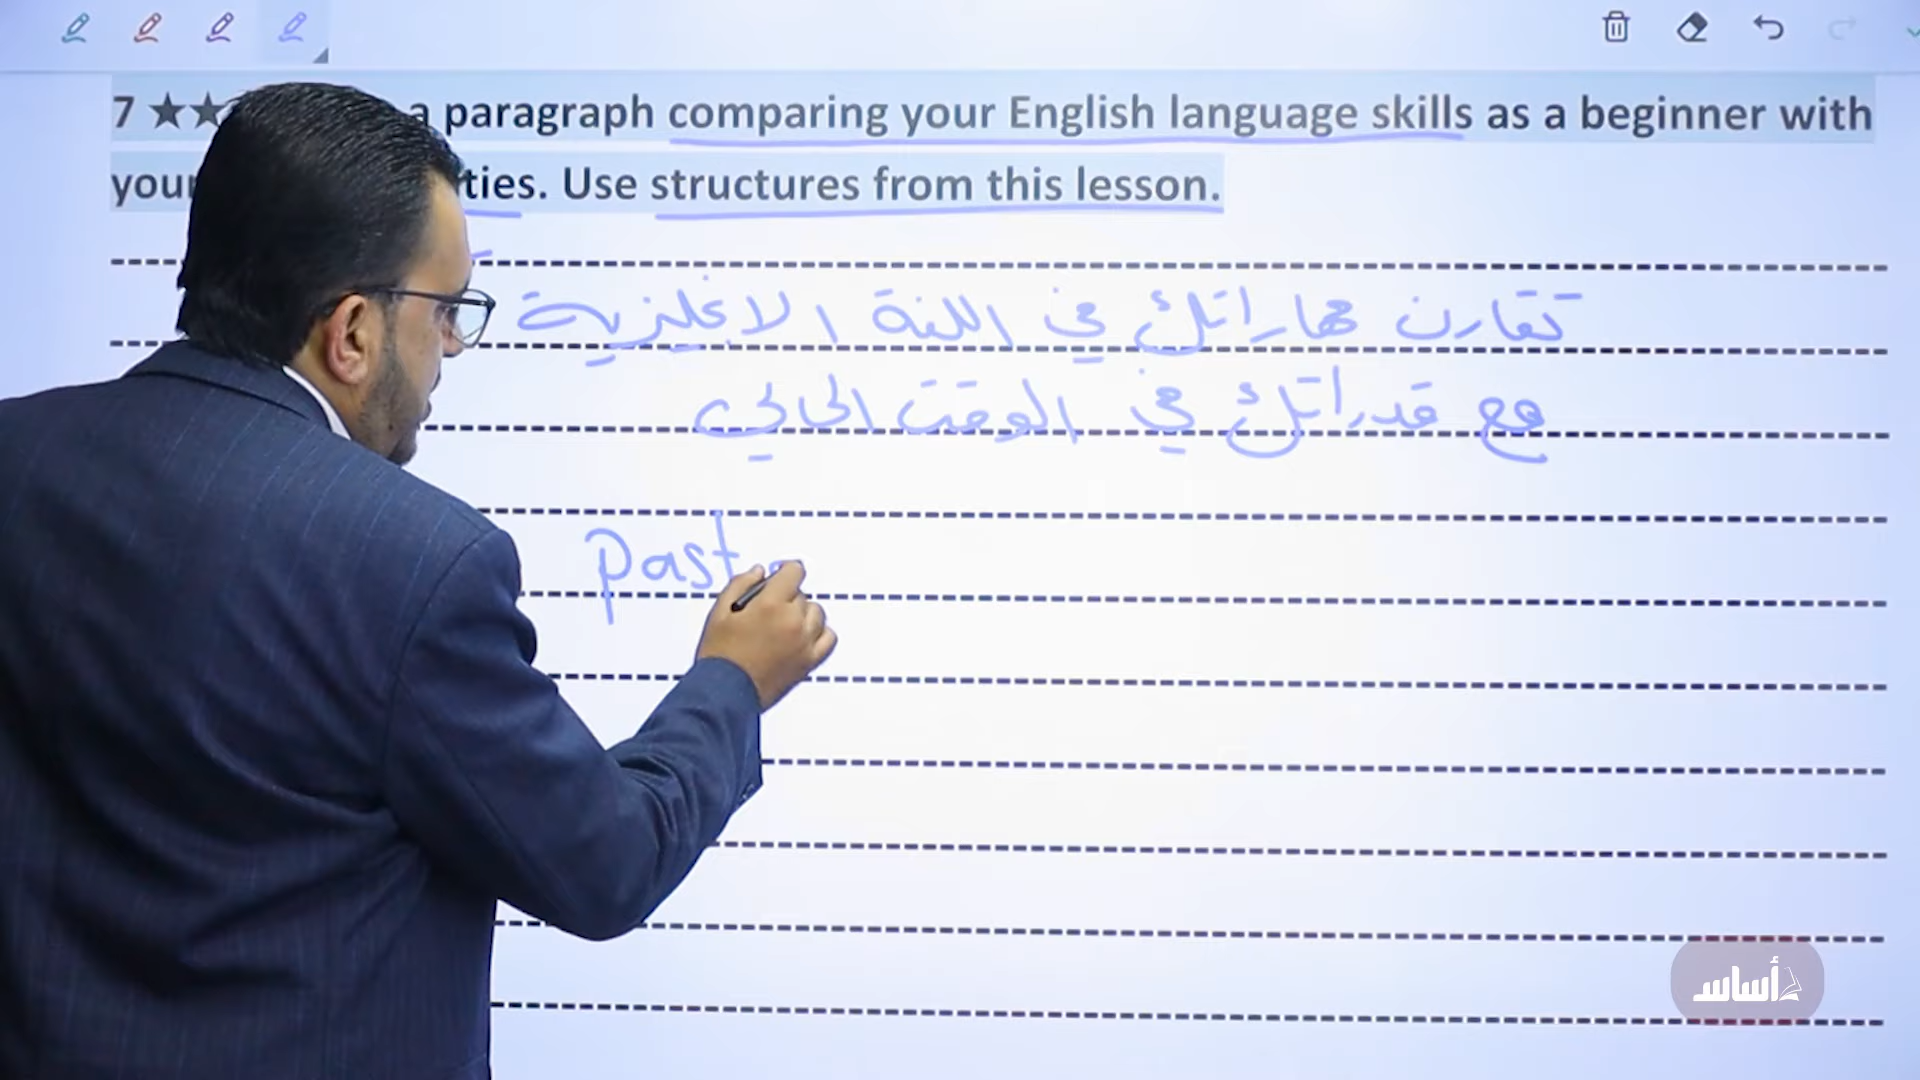 7 ★★ a paragraph comparing your English language skills as a beginner with
your ties. Use structures from this lesson.
تقارن مهاراتك في اللغة الانجليزية
مع قدراتك في الوقت الحالي
past
أساس